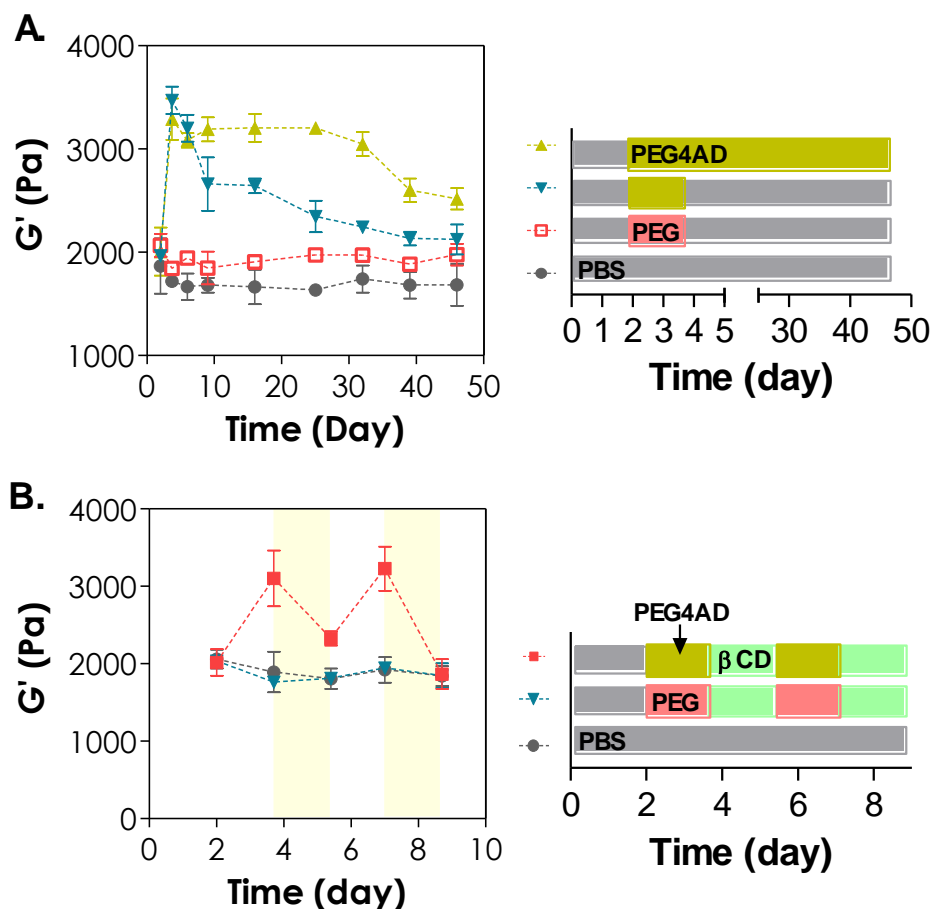 A.
4000
3000
2000
1000
G' (Pa)
0 10 20 30 40 50
Time (Day)
PEG4AD
PEG
PBS
0 1 2 3 4 5 30 40 50
Time (day)
B.
4000
3000
2000
1000
0
G' (Pa)
0 2 4 6 8 10
Time (day)
PEG4AD
β CD
PEG
PBS
0 2 4 6 8
Time (day)